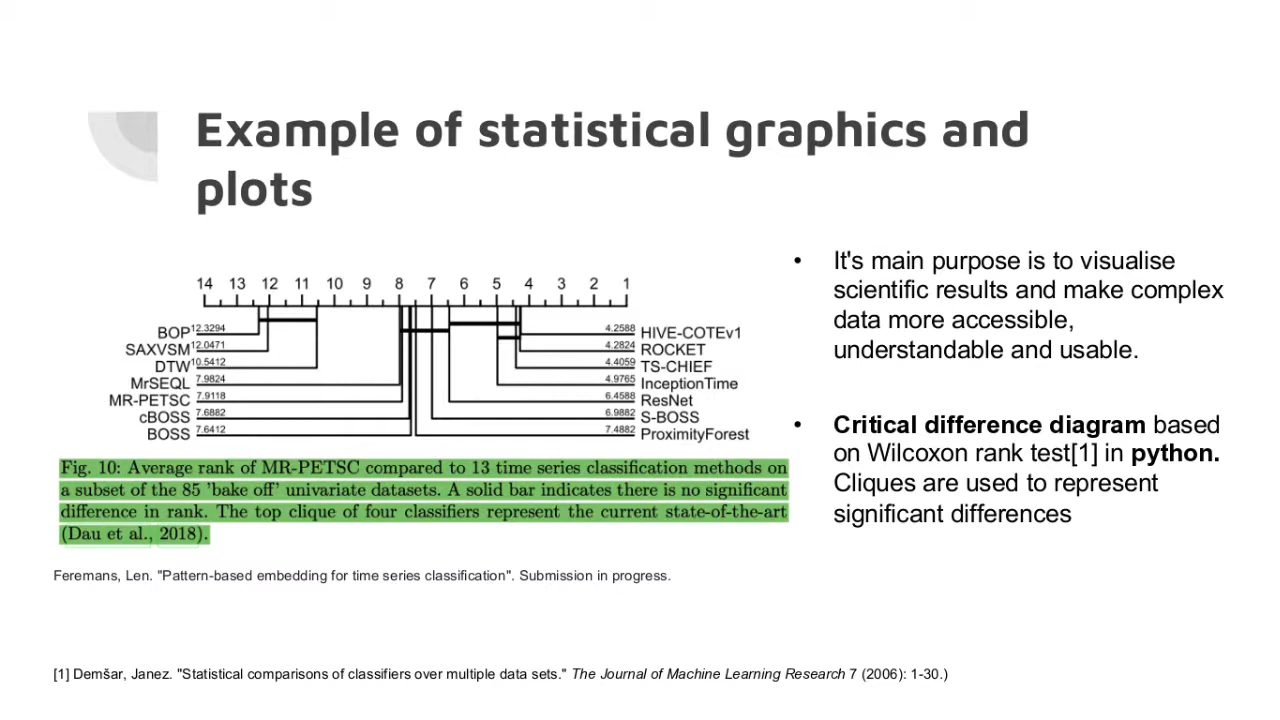 Example of statistical graphics and
plots
14 13 12 11 10 9 8 7 6 5 4 3 2 1
BOP 12.3294
SAXVSM 12.0471
DTW 10.5412
MrSEQL 7.9824
MR-PETSC 7.9118
cBOSS 7.6882
BOSS 7.6412
4.2588 HIVE-COTEv1
4.2824 ROCKET
4.4059 TS-CHIEF
4.9765 InceptionTime
6.4588 ResNet
6.9882 S-BOSS
7.4882 ProximityForest
Fig. 10: Average rank of MR-PETSC compared to 13 time series classification methods on
a subset of the 85 'bake off' univariate datasets. A solid bar indicates there is no significant
difference in rank. The top clique of four classifiers represent the current state-of-the-art
(Dau et al., 2018).
Feremans, Len. "Pattern-based embedding for time series classification". Submission in progress.
• It's main purpose is to visualise
scientific results and make complex
data more accessible,
understandable and usable.
• Critical difference diagram based
on Wilcoxon rank test[1] in python.
Cliques are used to represent
significant differences
[1] Demšar, Janez. "Statistical comparisons of classifiers over multiple data sets." The Journal of Machine Learning Research 7 (2006): 1-30.)